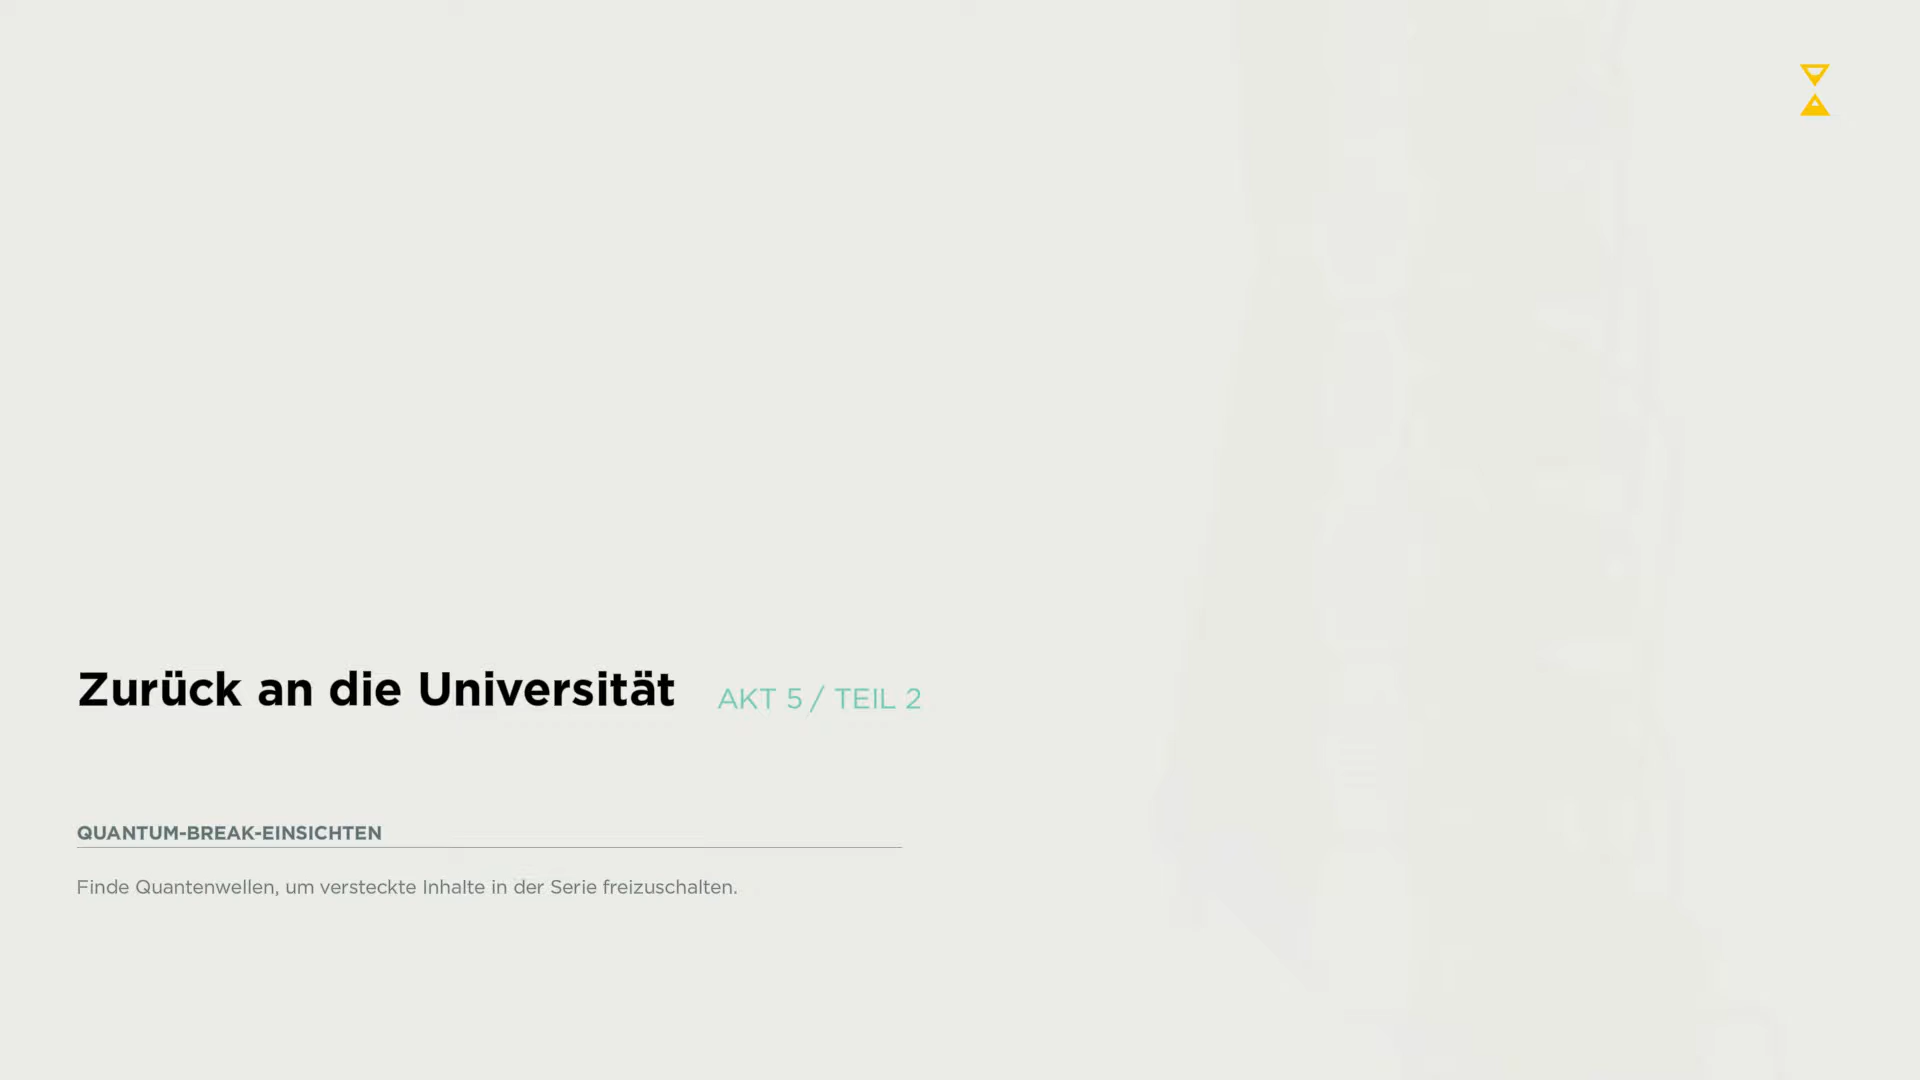 Zurück an die Universität AKT 5 / TEIL 2
QUANTUM-BREAK-EINSICHTEN
Finde Quantenwellen, um versteckte Inhalte in der Serie freizuschalten.